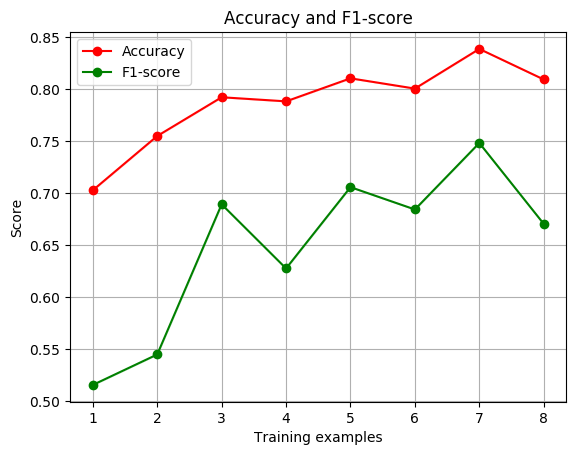 Accuracy and F1-score
Accuracy
F1-score
Score
0.85
0.80
0.75
0.70
0.65
0.60
0.55
0.50
1 2 3 4 5 6 7 8
Training examples